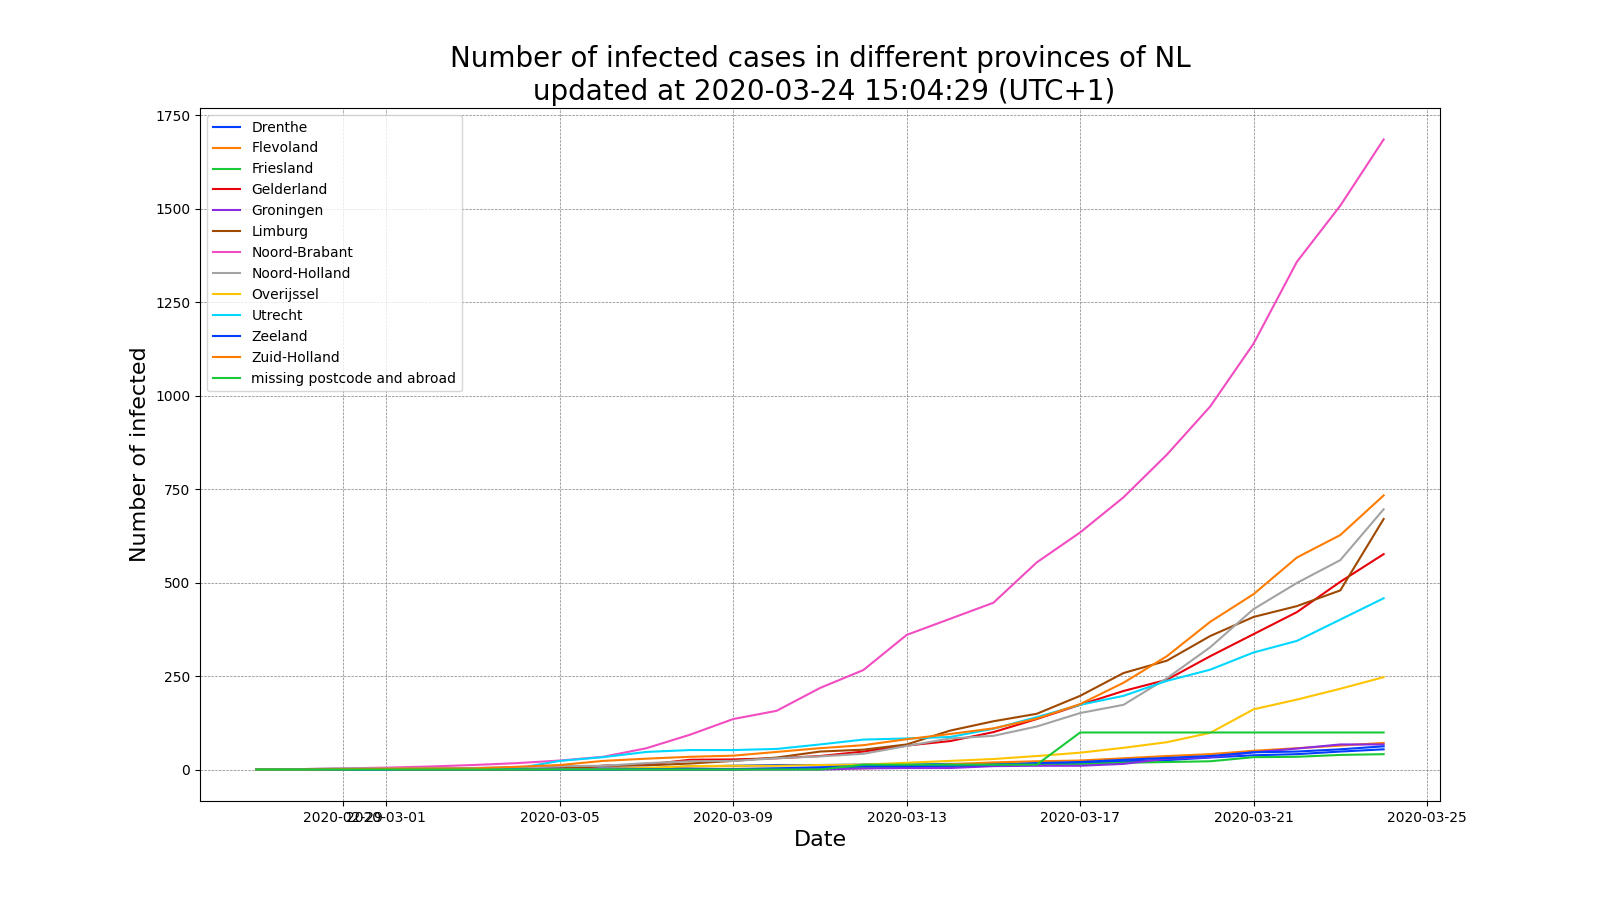 Number of infected cases in different provinces of NL
updated at 2020-03-24 15:04:29 (UTC+1)
Number of infected
1750
1500
1250
1000
750
500
250
0
Drenthe
Flevoland
Friesland
Gelderland
Groningen
Limburg
Noord-Brabant
Noord-Holland
Overijssel
Utrecht
Zeeland
Zuid-Holland
missing postcode and abroad
2020-02-29 2020-03-01 2020-03-05 2020-03-09 2020-03-13 2020-03-17 2020-03-21 2020-03-25
Date